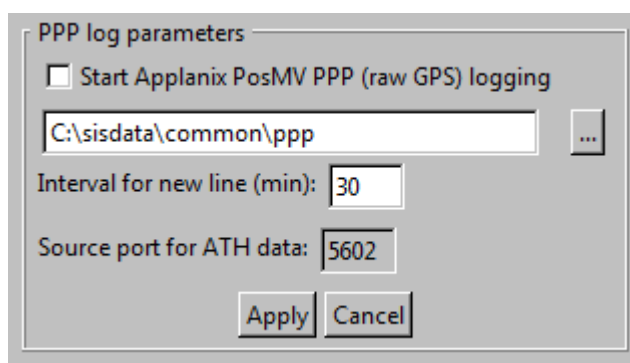 PPP log parameters
Start Applanix PosMV PPP (raw GPS) logging
C:\sisdata\common\ppp ...
Interval for new line (min): 30
Source port for ATH data: 5602
Apply Cancel